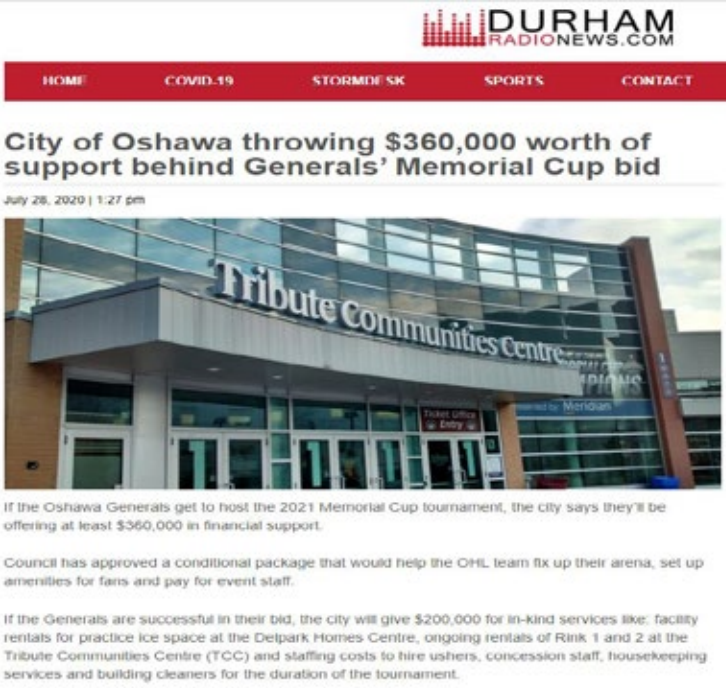 DURHAM
RADIONEWS.COM
HOME COVID-19 STORMDESK SPORTS CONTACT
City of Oshawa throwing $360,000 worth of
support behind Generals' Memorial Cup bid
July 28, 2020 | 1:27 pm
Tribute Communities Centre
Ticket Office
Entry
Meridian
If the Oshawa Generals get to host the 2021 Memorial Cup tournament, the city says they'll be
offering at least $360,000 in financial support.
Council has approved a conditional package that would help the OHL team fix up their arena, set up
amenities for fans and pay for event staff.
If the Generals are successful in their bid, the city will give $200,000 for in-kind services like: facility
rentals for practice ice space at the Delpark Homes Centre, ongoing rentals of Rink 1 and 2 at the
Tribute Communities Centre (TCC) and staffing costs to hire ushers, concession staff, housekeeping
services and building cleaners for the duration of the tournament.